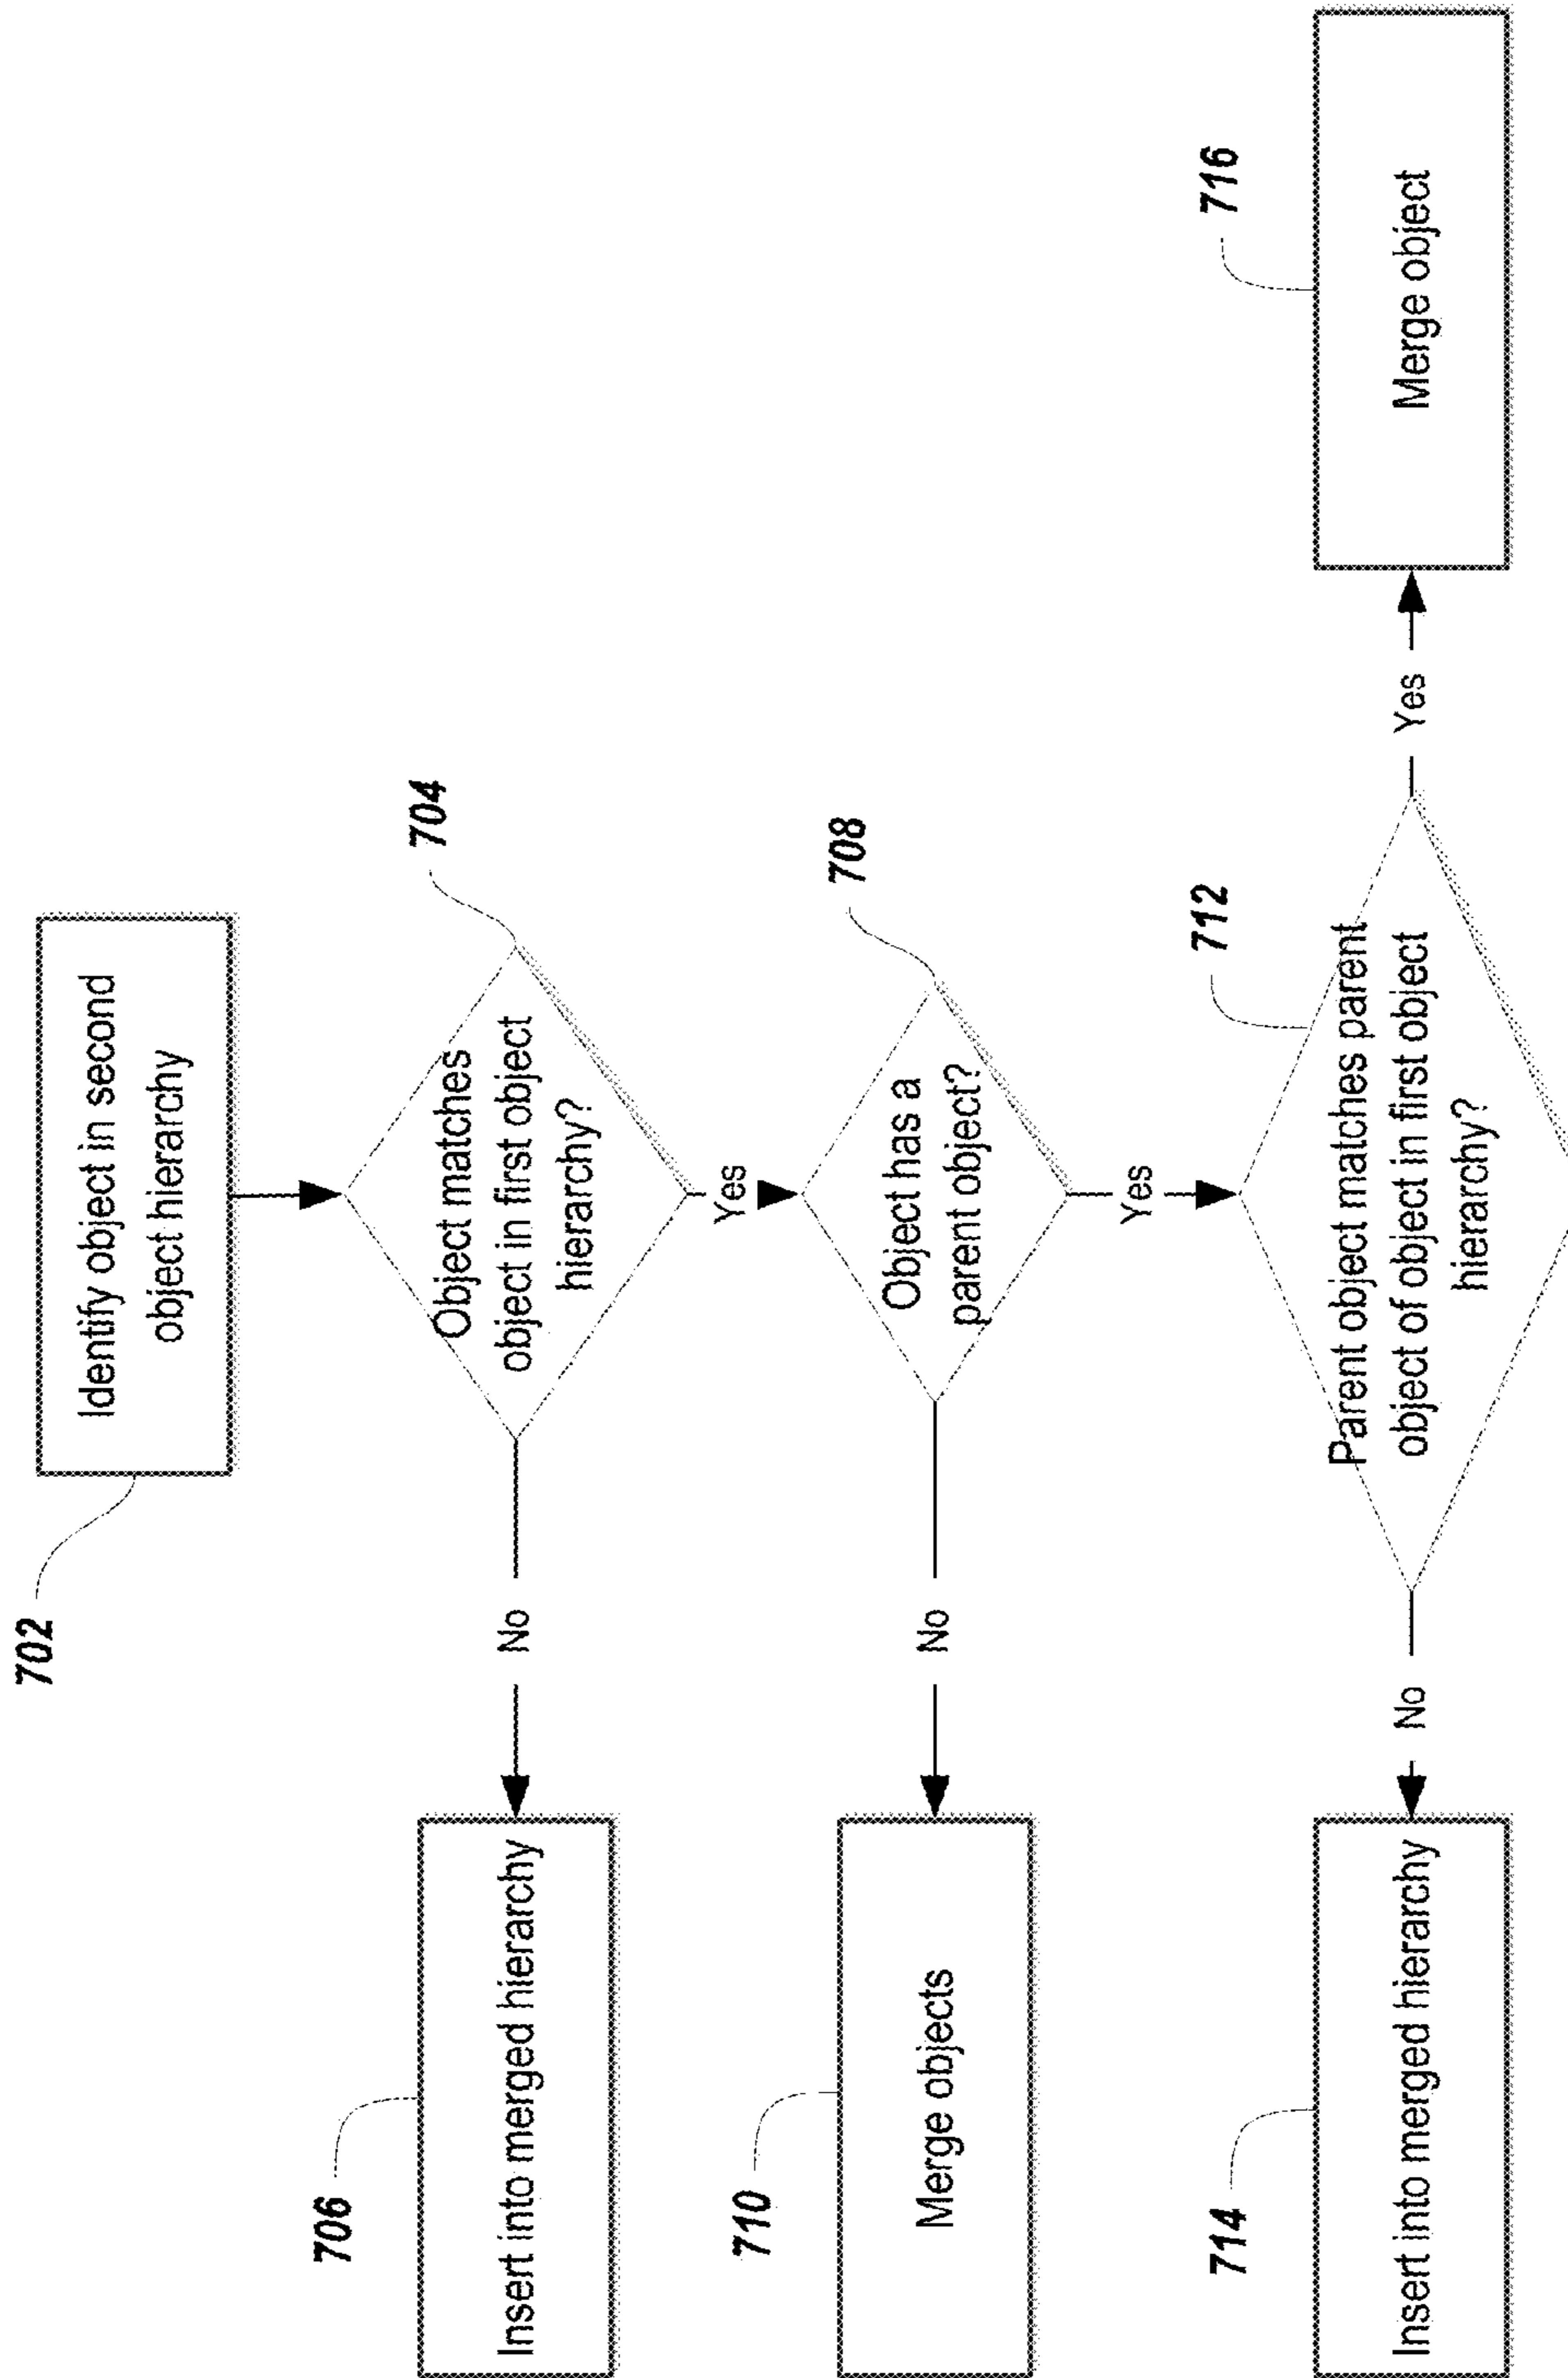 702
Identify object in second
object hierarchy
704
Object matches
object in first object
hierarchy?
No
706
Insert into merged hierarchy
Yes
708
Object has a
parent object?
No
710
Merge objects
Yes
712
Parent object matches parent
object of object in first object
hierarchy?
No
714
Insert into merged hierarchy
Yes
716
Merge object